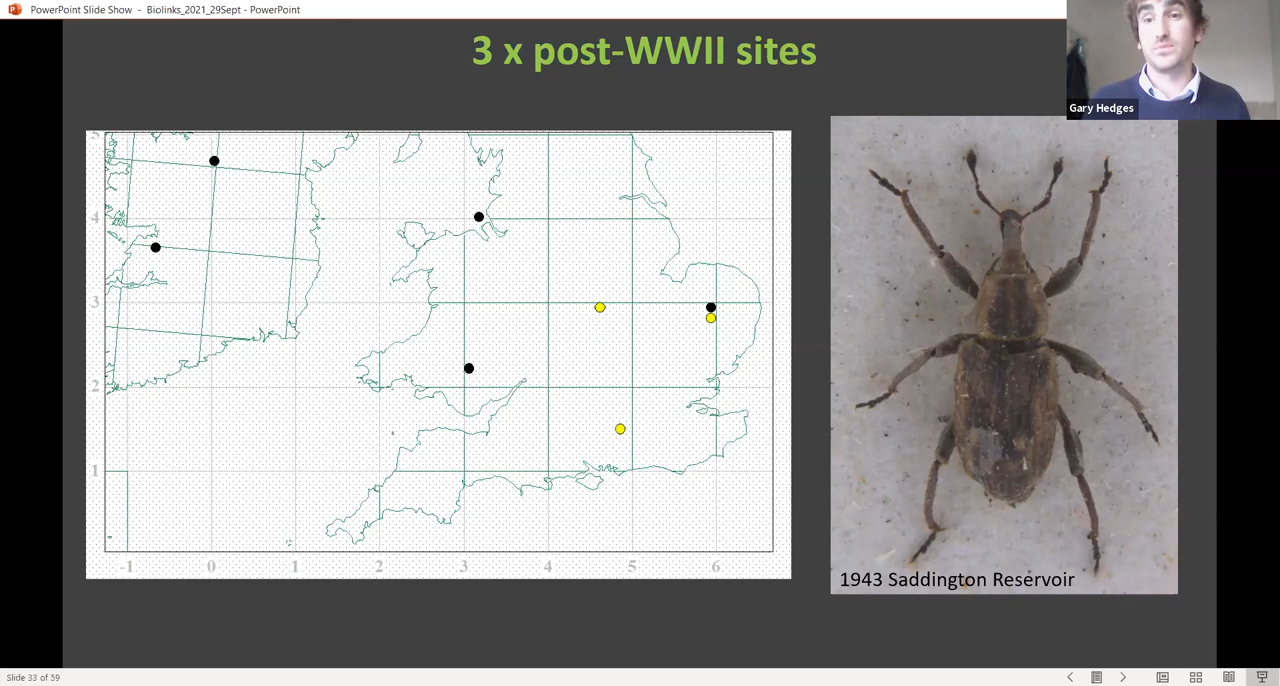 PowerPoint Slide Show - Biolinks_2021_29Sept - PowerPoint
3 x post-WWII sites
Gary Hedges
5
4
3
2
1
-1 0 1 2 3 4 5 6
1943 Saddington Reservoir
Slide 33 of 59